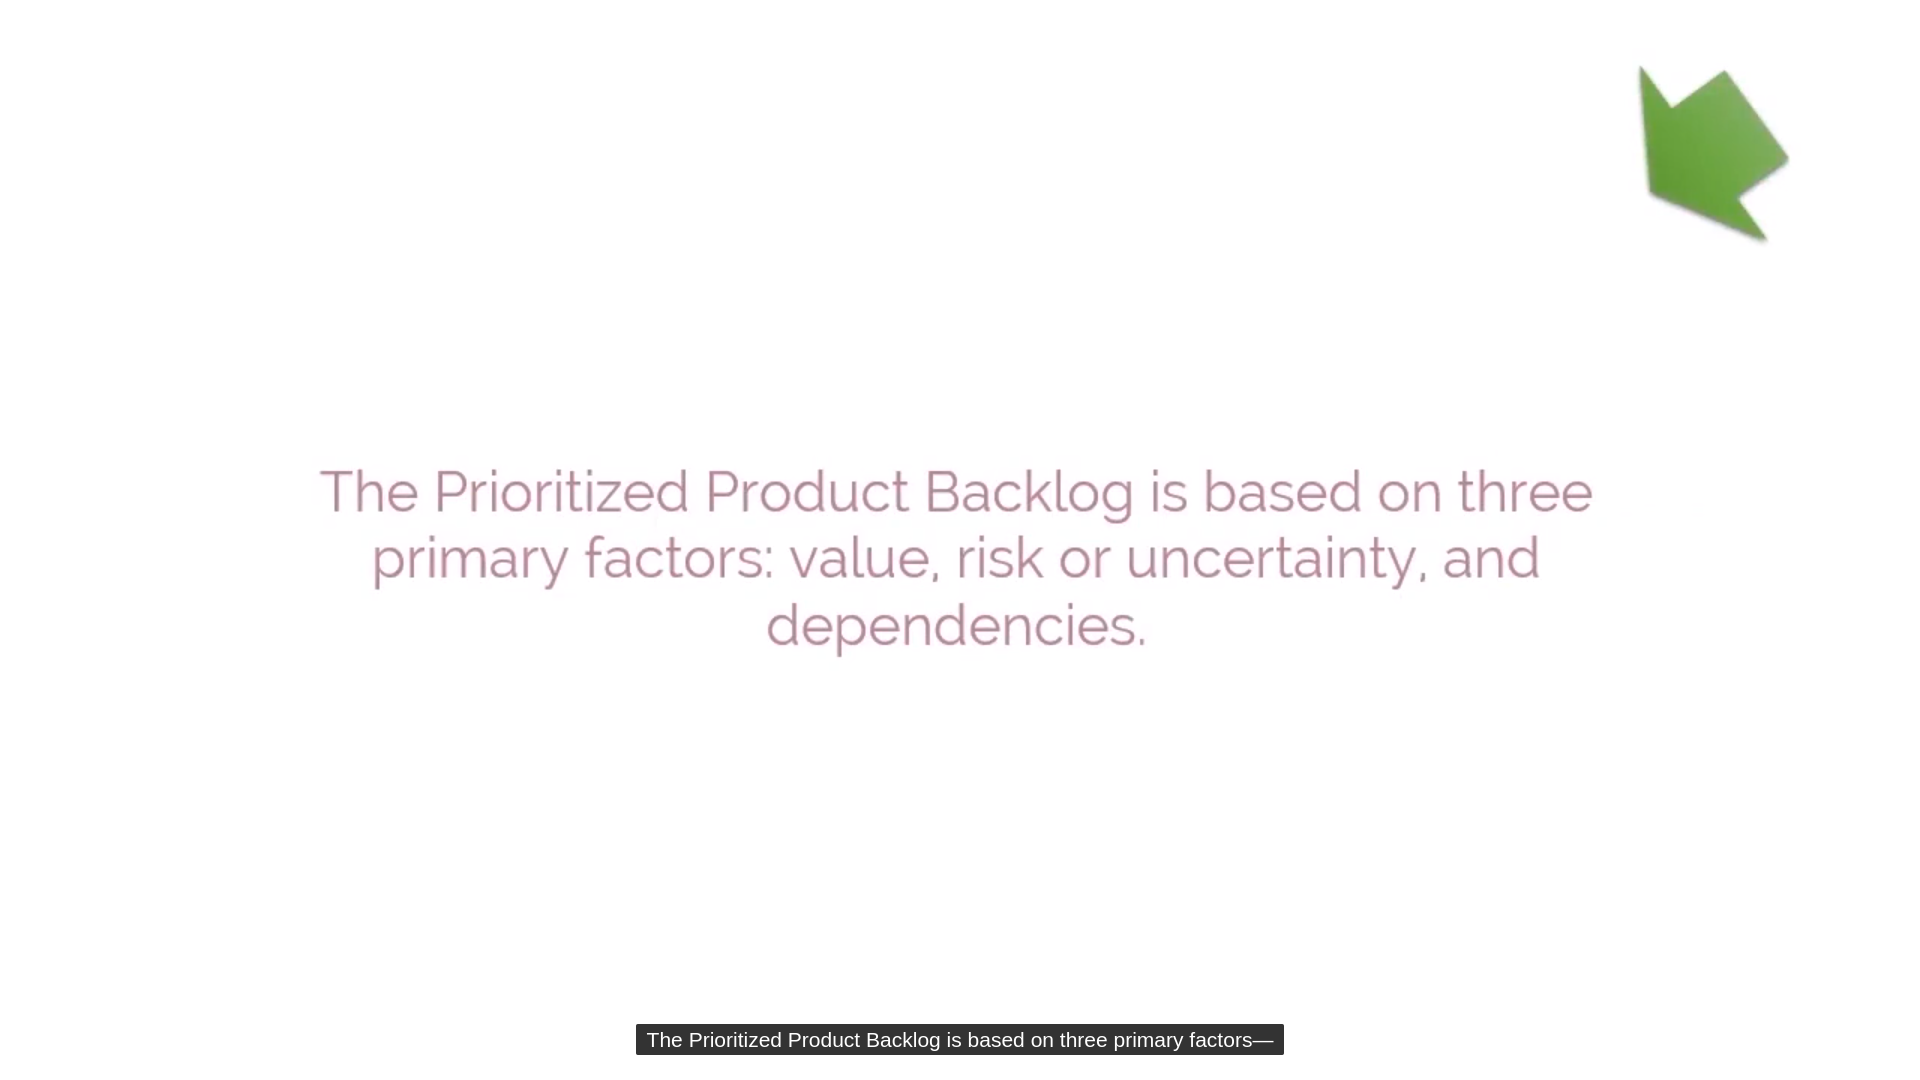 The Prioritized Product Backlog is based on three
primary factors: value, risk or uncertainty, and
dependencies.
The Prioritized Product Backlog is based on three primary factors—